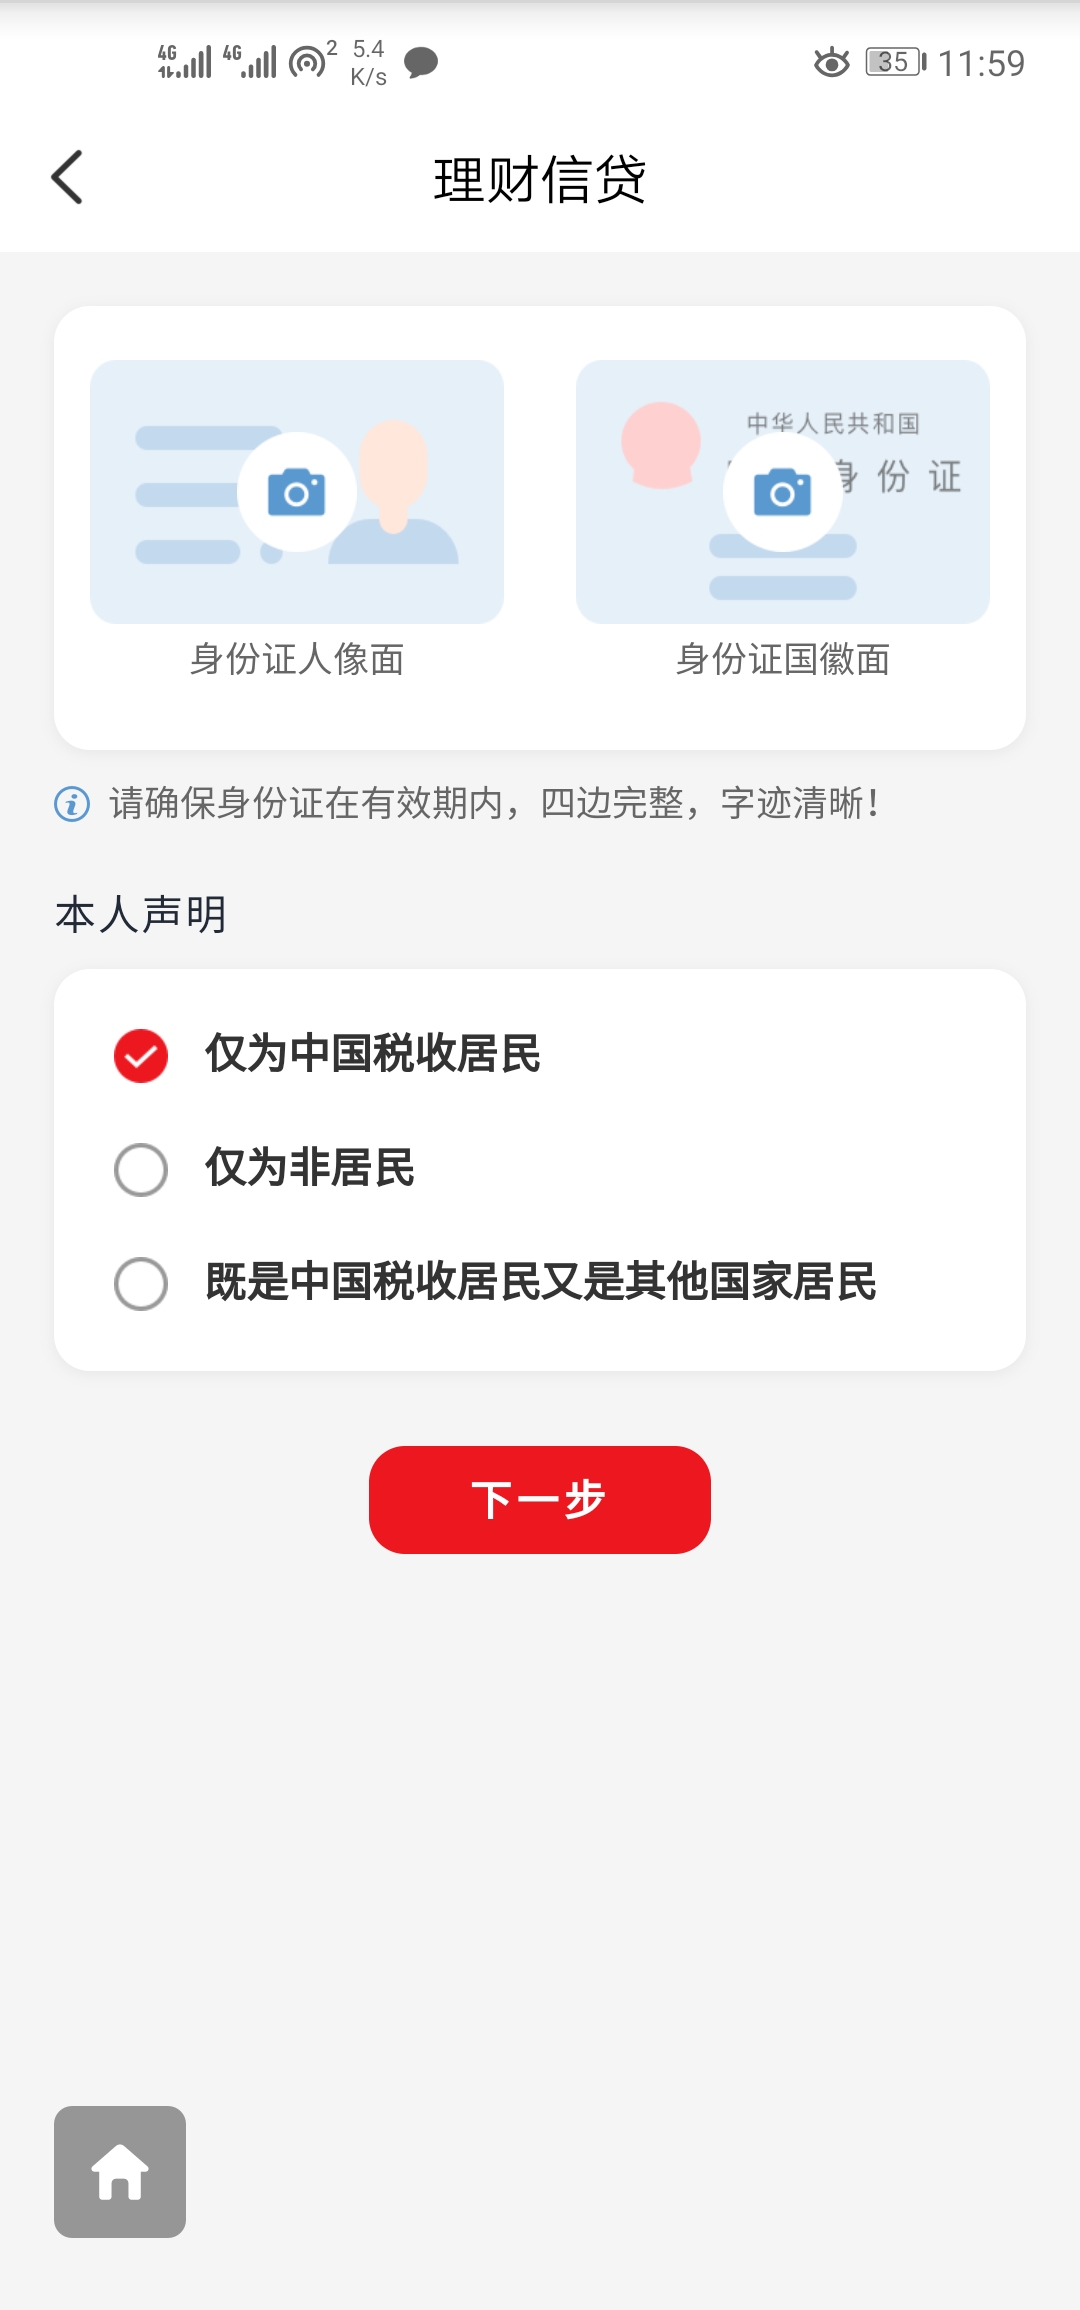 4G 4G 2 5.4 K/s 35 11:59
理财信贷
中华人民共和国
身 份 证
身份证人像面 身份证国徽面
请确保身份证在有效期内，四边完整，字迹清晰！
本人声明
仅为中国税收居民
仅为非居民
既是中国税收居民又是其他国家居民
下一步